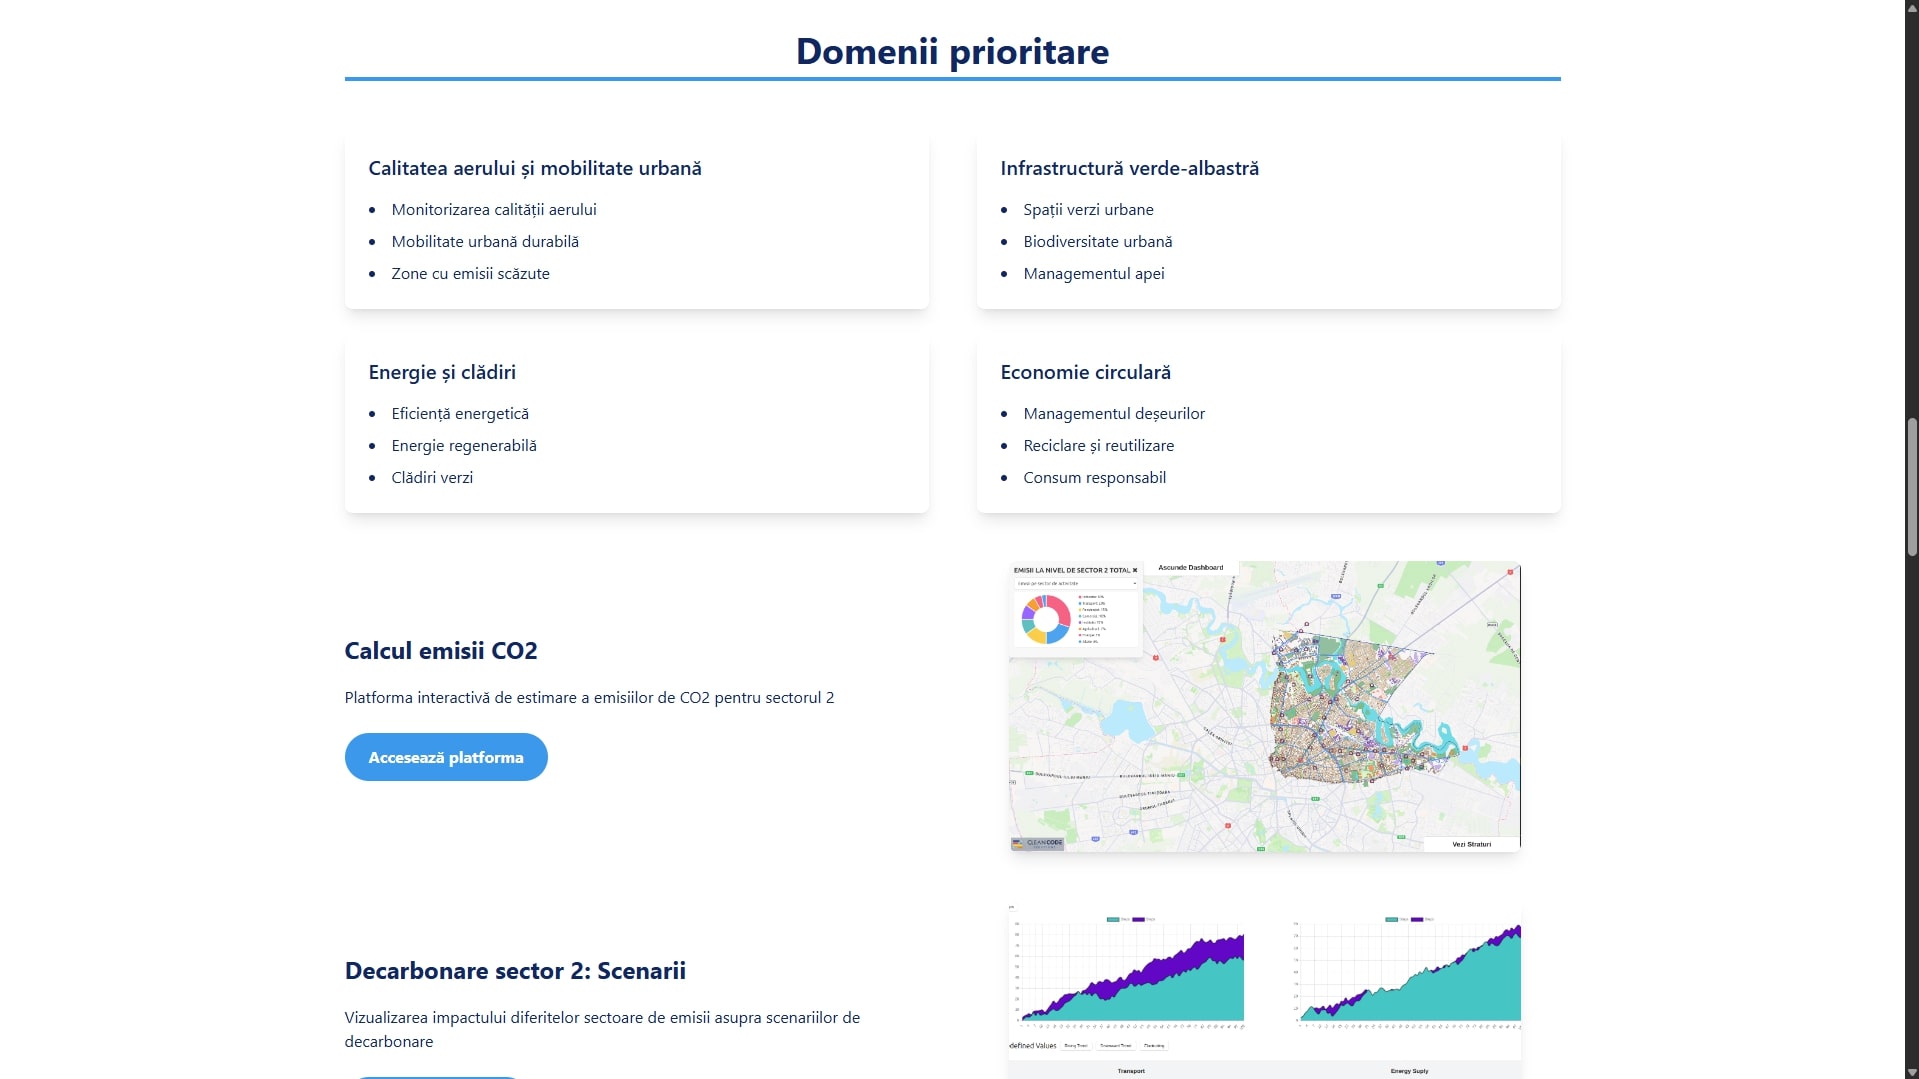 Domenii prioritare
Calitatea aerului și mobilitate urbană
Monitorizarea calității aerului
Mobilitate urbană durabilă
Zone cu emisii scăzute
Infrastructură verde-albastră
Spații verzi urbane
Biodiversitate urbană
Managementul apei
Energie și clădiri
Eficiență energetică
Energie regenerabilă
Clădiri verzi
Economie circulară
Managementul deșeurilor
Reciclare și reutilizare
Consum responsabil
Calcul emisii CO2
Platforma interactivă de estimare a emisiilor de CO2 pentru sectorul 2
Accesează platforma
EMISII LA NIVEL DE SECTOR 2 TOTAL
Ascunde Dashboard
CLEAN CODE
Vezi Straturi
Decarbonare sector 2: Scenarii
Vizualizarea impactului diferitelor sectoare de emisii asupra scenariilor de
decarbonare
defined Values
Transport
Energy Suply